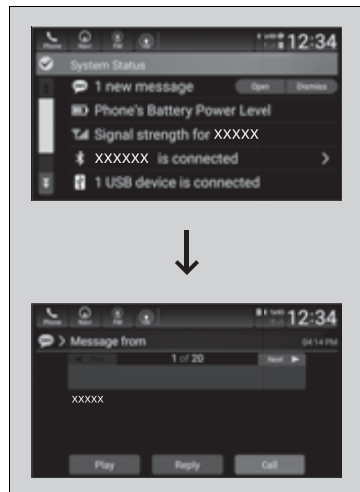 Phone Navi FM 12:34
System Status
1 new message Open Dismiss
Phone's Battery Power Level
Signal strength for XXXXX
XXXXXX is connected
1 USB device is connected
Phone Navi FM 12:34
Message from 04:14 PM
1 of 20 Next
XXXXX
Play Reply Call